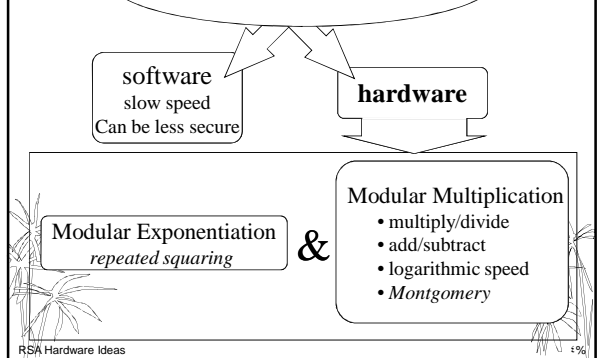 software
slow speed
Can be less secure
hardware
Modular Exponentiation
repeated squaring
&
Modular Multiplication
• multiply/divide
• add/subtract
• logarithmic speed
• Montgomery
RSA Hardware Ideas